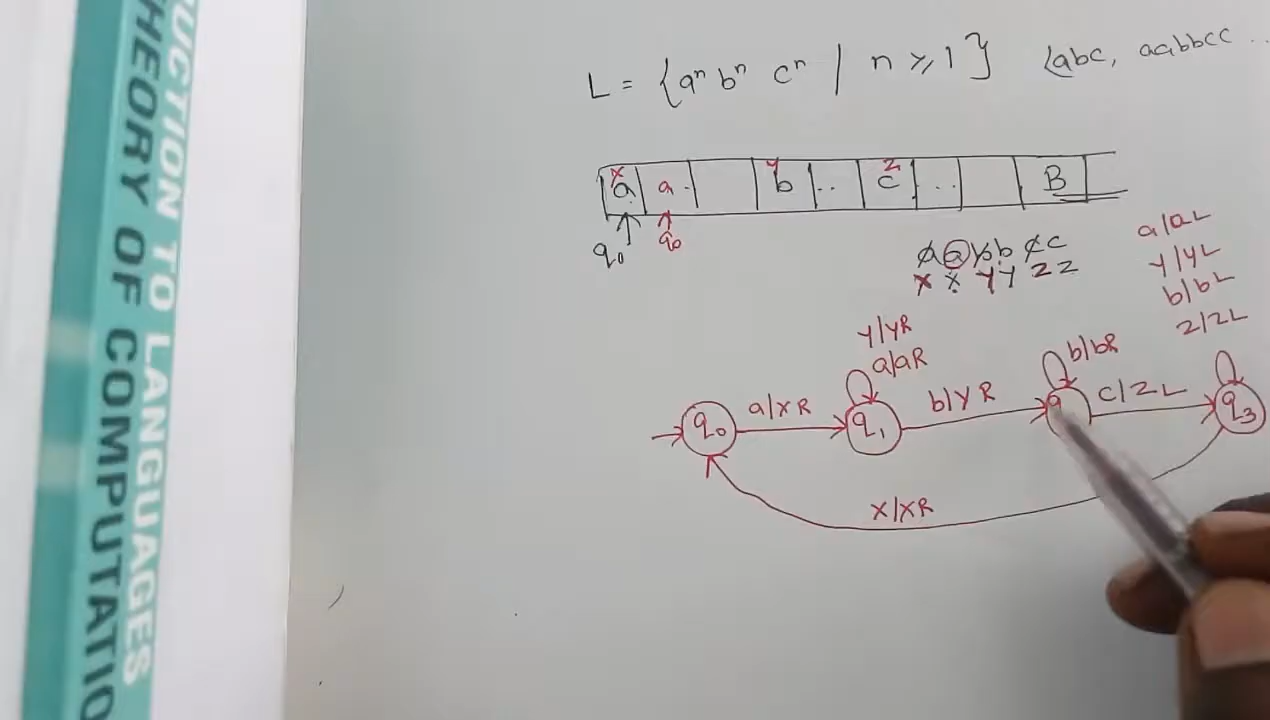 UCTION TO LANGUAGES
THEORY OF COMPUTATIO
L = {aⁿ bⁿ cⁿ / n ≥ 1} {abc, aabbcc ...
x a a . y b .. z c .. B
q₀ q₀
a a b b c c
x x y y z z
a/aL
y/yL
b/bL
z/zL
y/yR
a/aR
b/bR
q₀ a/xR q₁ b/yR q c/zL q₃
x/xR